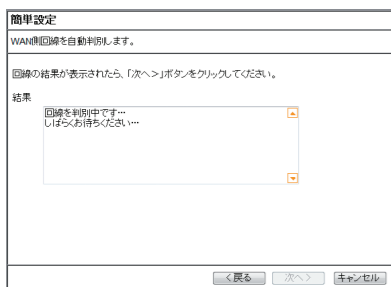 簡単設定
WAN側回線を自動判別します。
回線の結果が表示されたら、「次へ>」ボタンをクリックしてください。
結果
回線を判別中です…
しばらくお待ちください…
<戻る 次へ> キャンセル